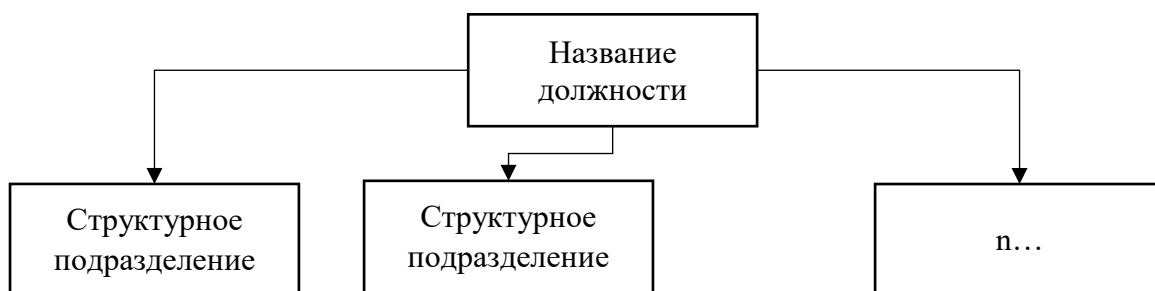 Название
должности
Структурное
подразделение
Структурное
подразделение
n…